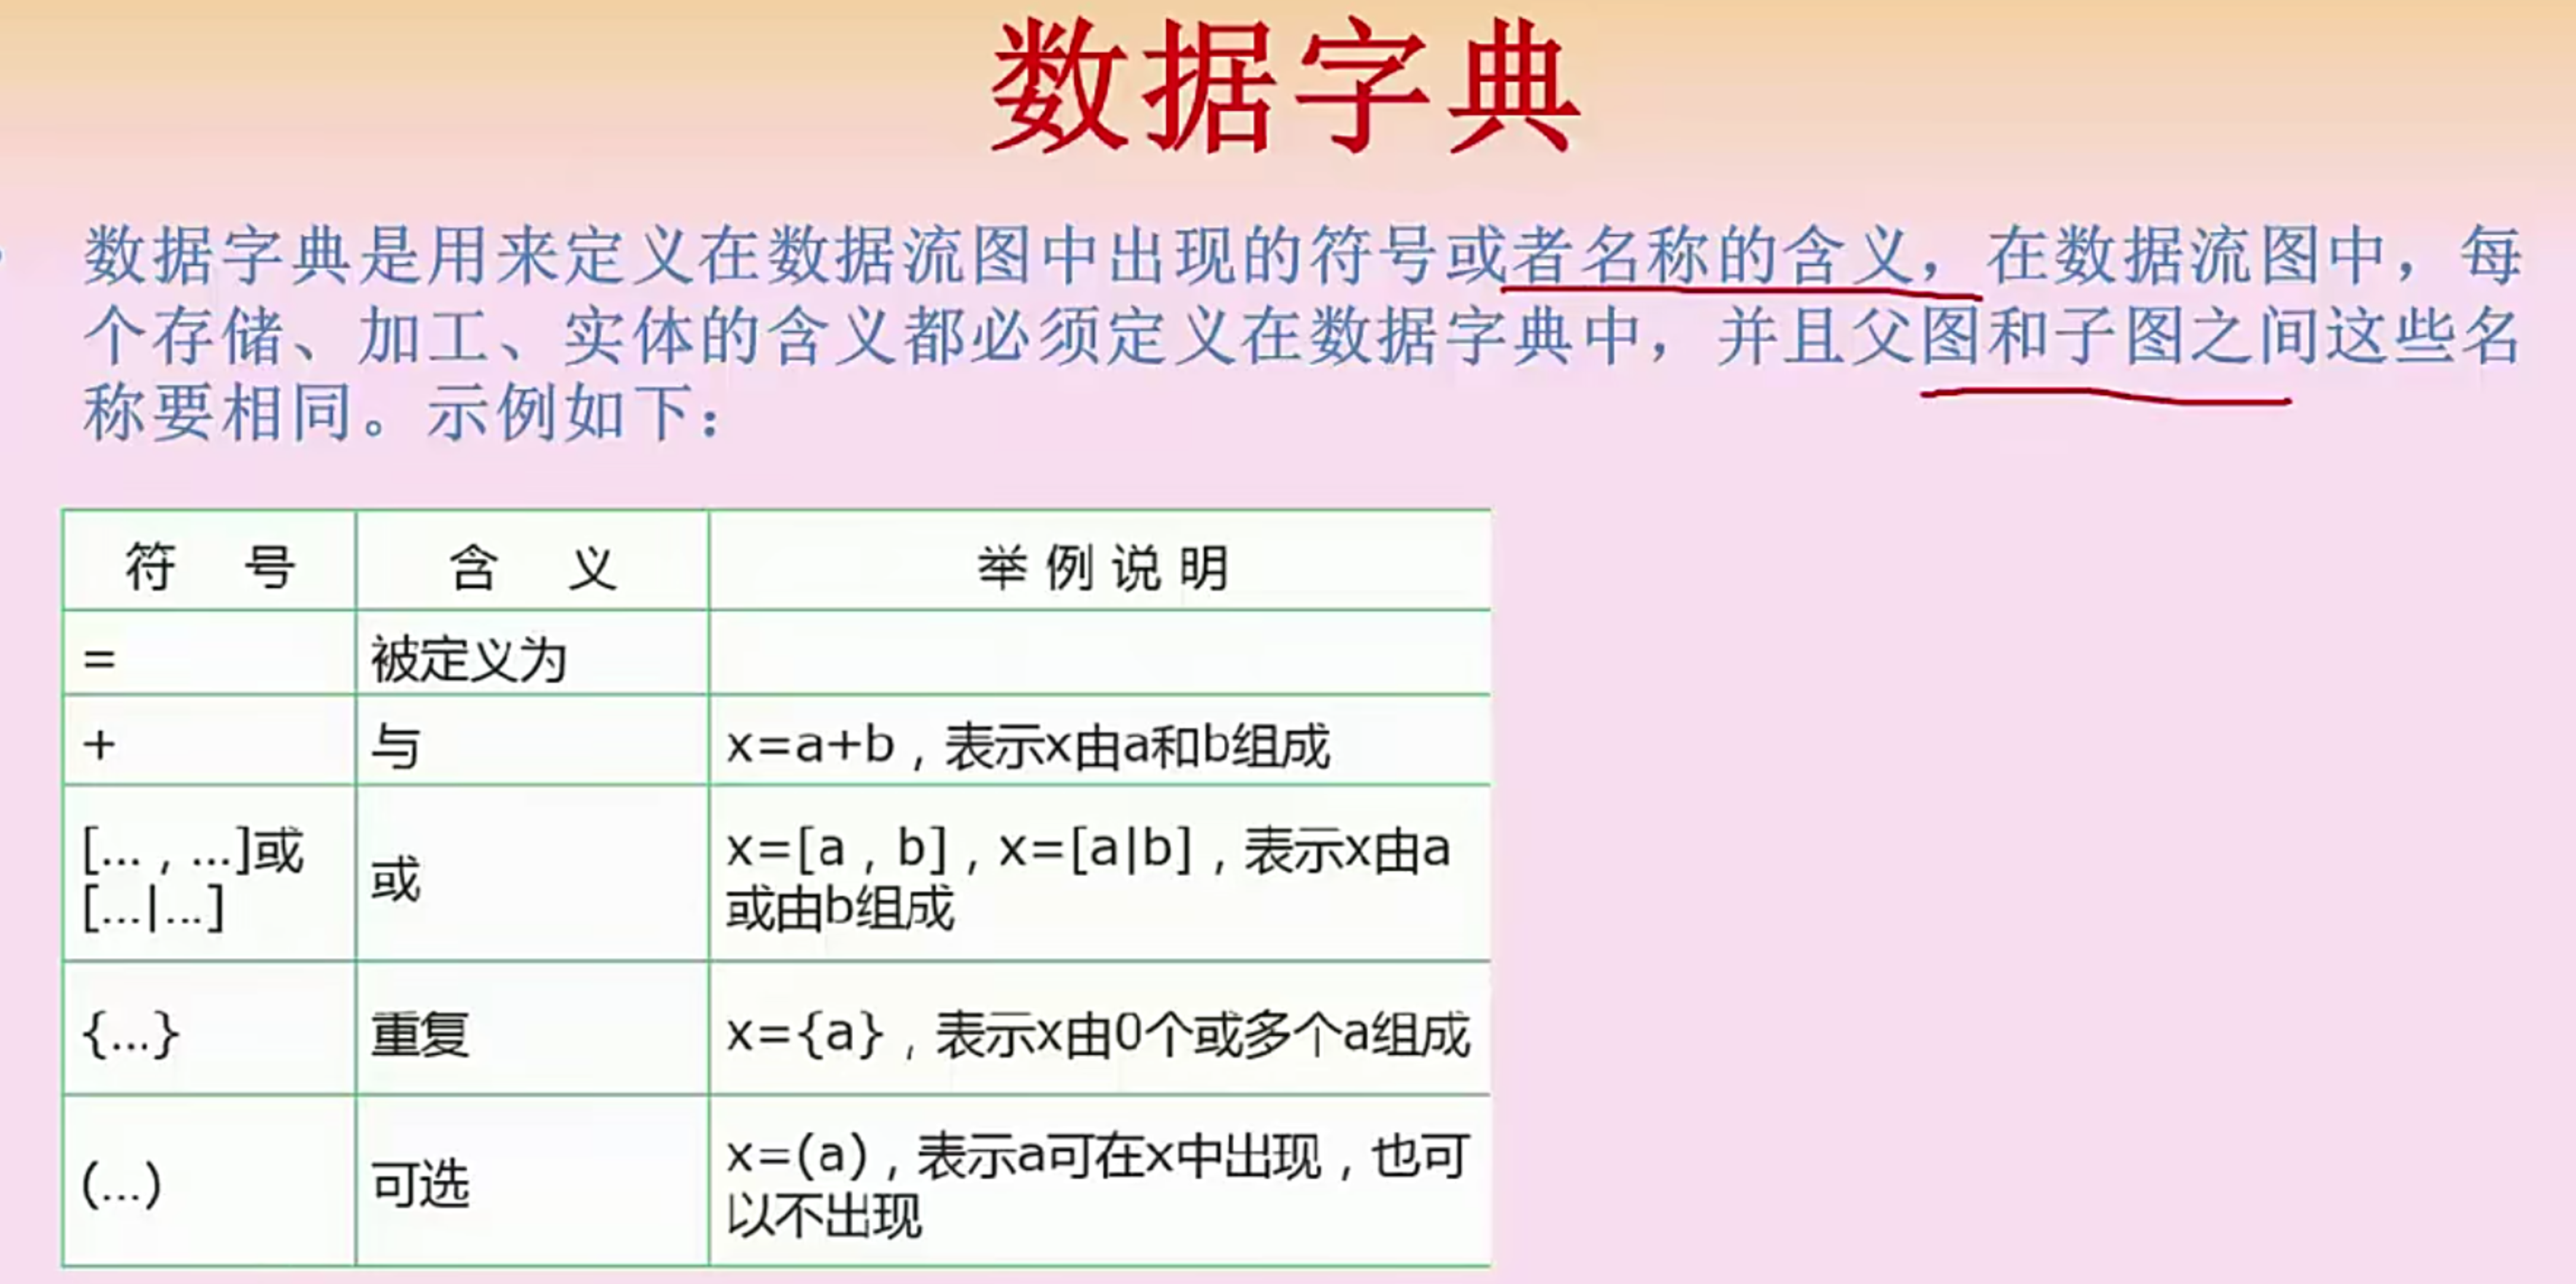 数据字典
数据字典是用来定义在数据流图中出现的符号或者名称的含义，在数据流图中，每
个存储、加工、实体的含义都必须定义在数据字典中，并且父图和子图之间这些名
称要相同。示例如下：
符 号 含 义 举例说明
= 被定义为
+ 与 x=a+b，表示x由a和b组成
[…，…]或
[…|…]
或
x=[a，b]，x=[a|b]，表示x由a
或由b组成
{…} 重复 x={a}，表示x由0个或多个a组成
(…) 可选
x=(a)，表示a可在x中出现，也可
以不出现